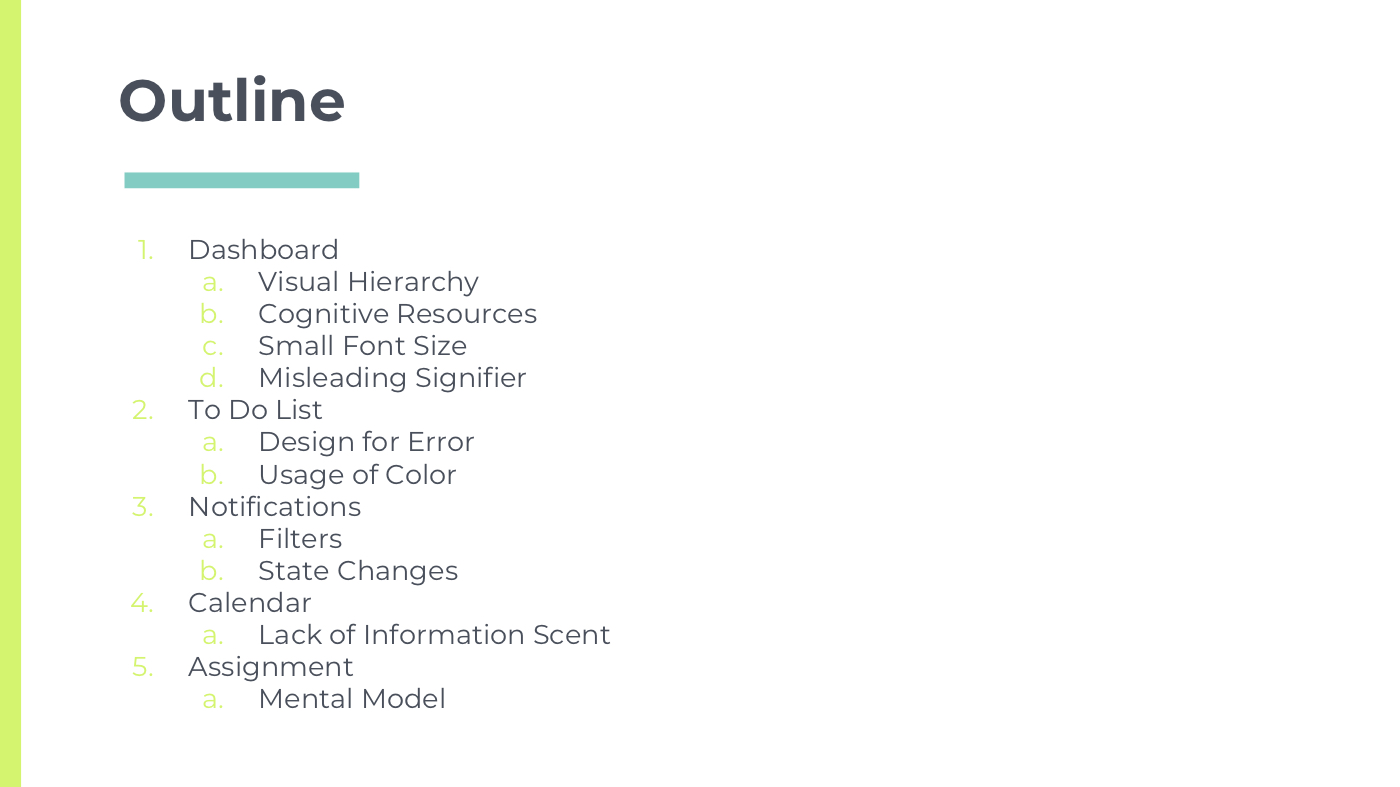 Outline
1. Dashboard
a. Visual Hierarchy
b. Cognitive Resources
c. Small Font Size
d. Misleading Signifier
2. To Do List
a. Design for Error
b. Usage of Color
3. Notifications
a. Filters
b. State Changes
4. Calendar
a. Lack of Information Scent
5. Assignment
a. Mental Model